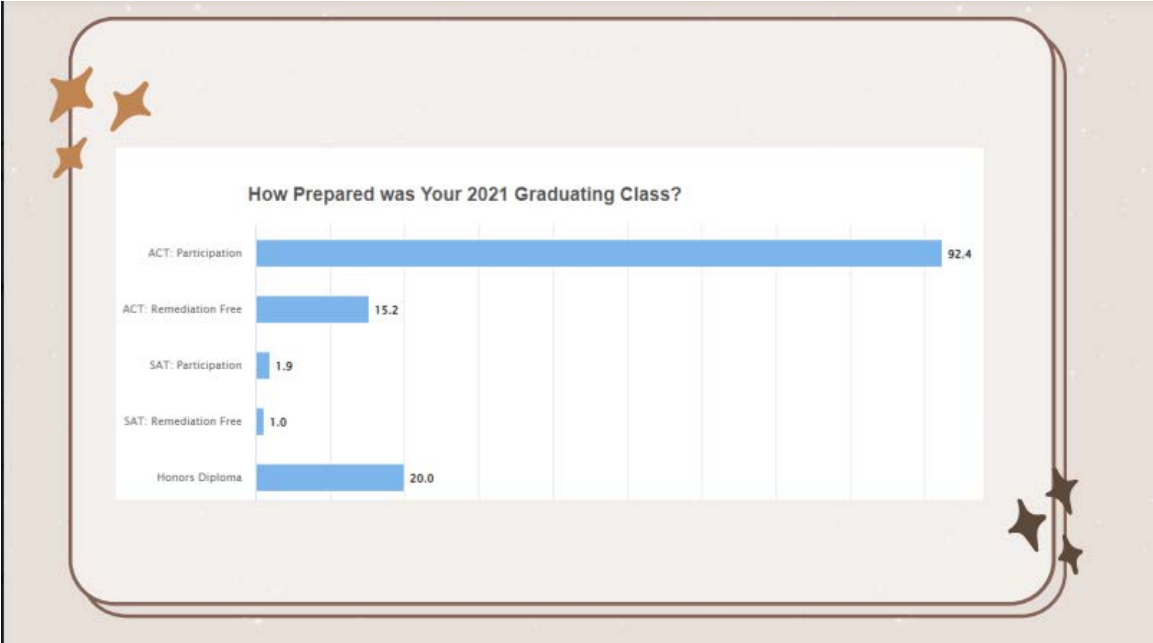 How Prepared was Your 2021 Graduating Class?
ACT: Participation 92.4
ACT: Remediation Free 15.2
SAT: Participation 1.9
SAT: Remediation Free 1.0
Honors Diploma 20.0